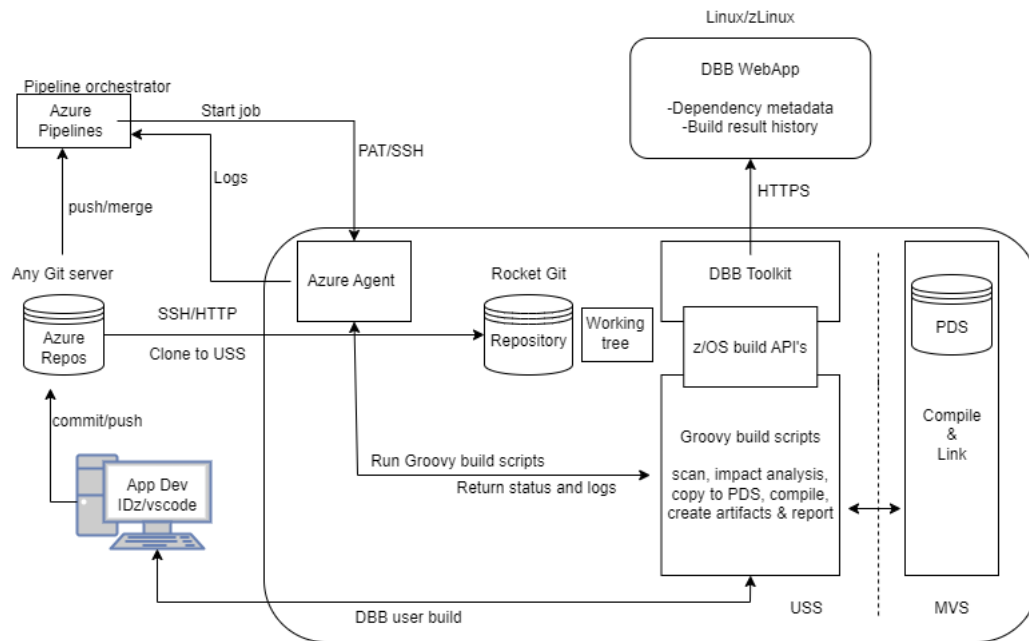 Linux/zLinux
DBB WebApp
-Dependency metadata
-Build result history
Pipeline orchestrator
Azure
Pipelines
Start job
PAT/SSH
Logs
HTTPS
push/merge
Any Git server
Azure
Repos
SSH/HTTP
Clone to USS
Azure Agent
Rocket Git
Repository
Working
tree
DBB Toolkit
z/OS build API's
PDS
Compile
&
Link
commit/push
App Dev
IDz/vscode
Run Groovy build scripts
Return status and logs
Groovy build scripts
scan, impact analysis,
copy to PDS, compile,
create artifacts & report
DBB user build
USS
MVS